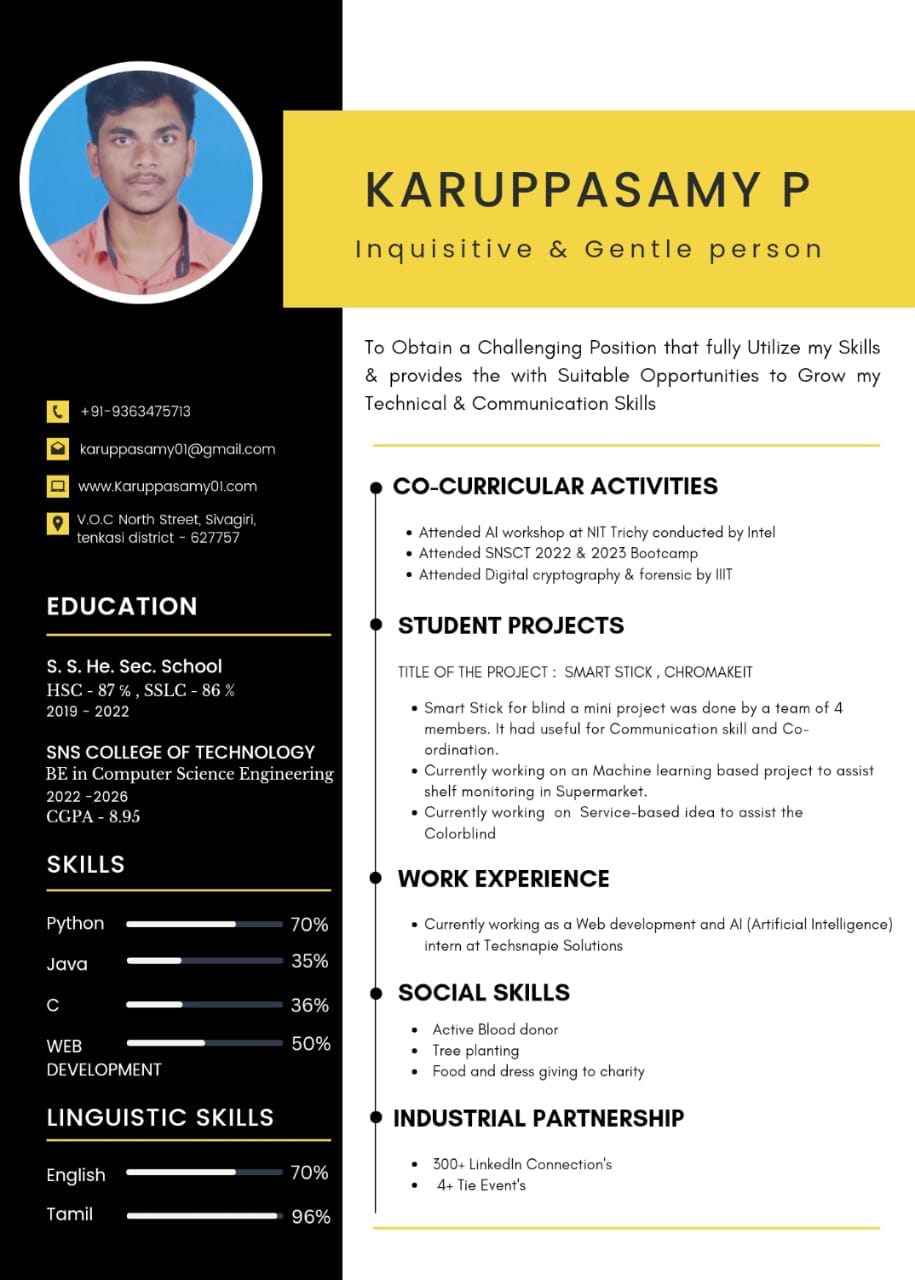 KARUPPASAMY P
Inquisitive & Gentle person
To Obtain a Challenging Position that fully Utilize my Skills
& provides the with Suitable Opportunities to Grow my
Technical & Communication Skills
+91-9363475713
karuppasamy01@gmail.com
www.Karuppasamy01.com
V.O.C North Street, Sivagiri,
tenkasi district - 627757
EDUCATION
S. S. He. Sec. School
HSC - 87 % , SSLC - 86 %
2019 - 2022
SNS COLLEGE OF TECHNOLOGY
BE in Computer Science Engineering
2022 -2026
CGPA - 8.95
SKILLS
Python 70%
Java 35%
C 36%
WEB 50%
DEVELOPMENT
LINGUISTIC SKILLS
English 70%
Tamil 96%
CO-CURRICULAR ACTIVITIES
• Attended AI workshop at NIT Trichy conducted by Intel
• Attended SNSCT 2022 & 2023 Bootcamp
• Attended Digital cryptography & forensic by IIIT
STUDENT PROJECTS
TITLE OF THE PROJECT : SMART STICK , CHROMAKEIT
• Smart Stick for blind a mini project was done by a team of 4
members. It had useful for Communication skill and Co-
ordination.
• Currently working on an Machine learning based project to assist
shelf monitoring in Supermarket.
• Currently working on Service-based idea to assist the
Colorblind
WORK EXPERIENCE
• Currently working as a Web development and AI (Artificial Intelligence)
intern at Techsnapie Solutions
SOCIAL SKILLS
• Active Blood donor
• Tree planting
• Food and dress giving to charity
INDUSTRIAL PARTNERSHIP
• 300+ LinkedIn Connection's
• 4+ Tie Event's